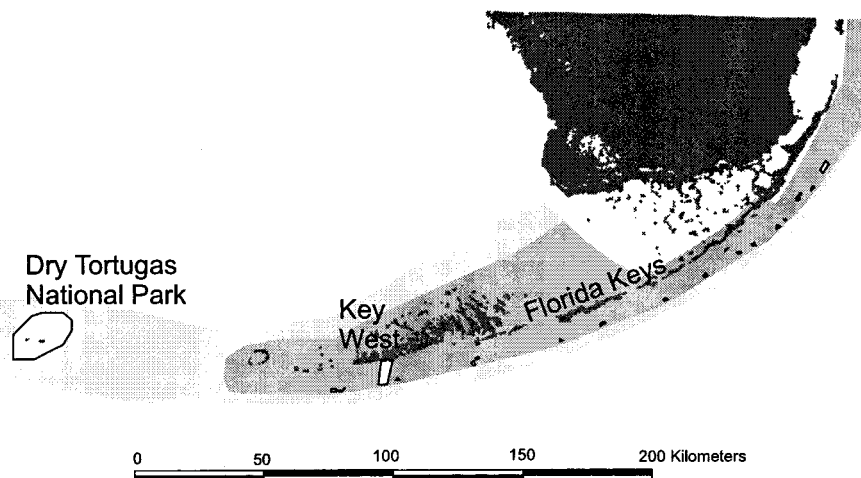 Dry Tortugas
National Park
Key
West
Florida Keys
0 50 100 150 200 Kilometers